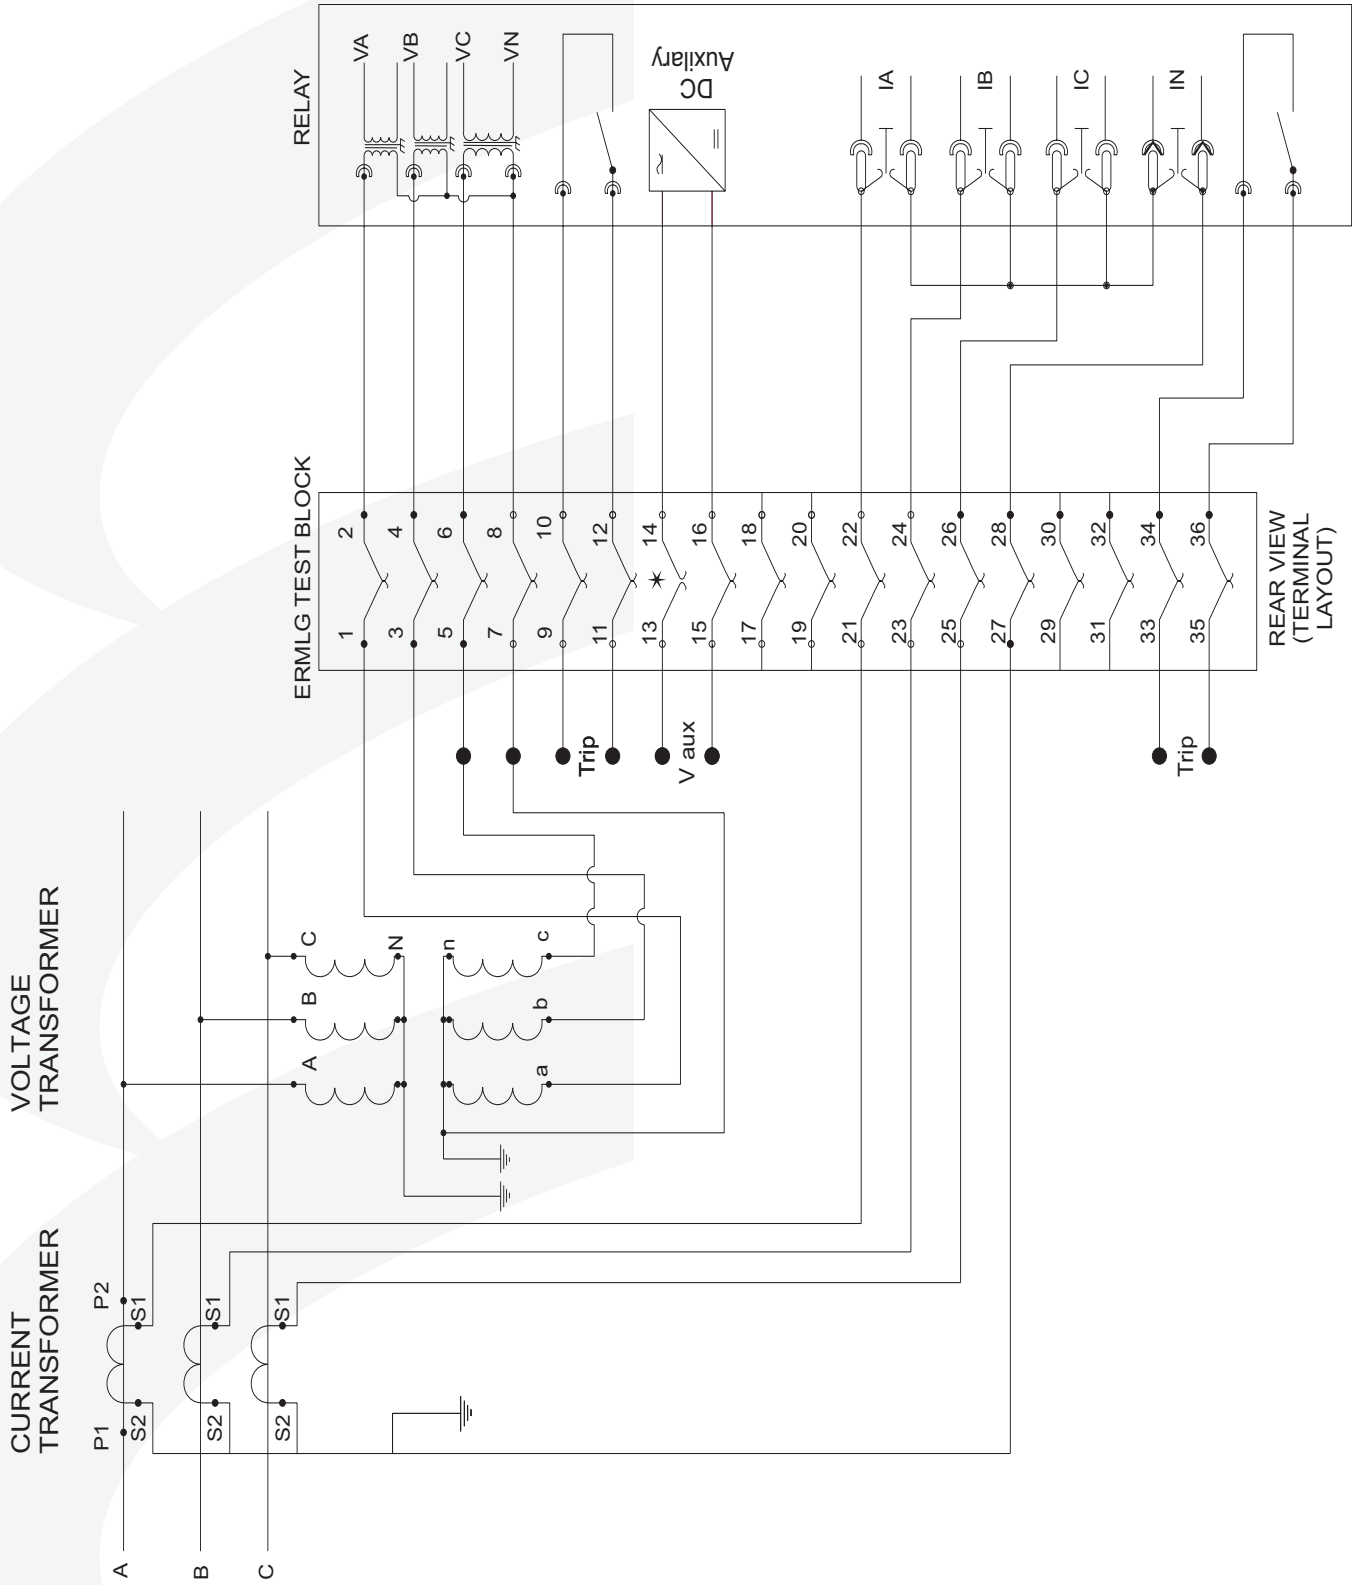 RELAY
VA
VB
VC
VN
DC
Auxilary
IA
IB
IC
IN
ERMLG TEST BLOCK
2
4
6
8
10
12
14
16
18
20
22
24
26
28
30
32
34
36
1
3
5
7
9
11
13
15
17
19
21
23
25
27
29
31
33
35
REAR VIEW
(TERMINAL
LAYOUT)
Trip
V aux
Trip
VOLTAGE
TRANSFORMER
C
N
n
c
B
b
A
a
CURRENT
TRANSFORMER
P2
S1
S1
S1
P1
S2
S2
S2
A
B
C